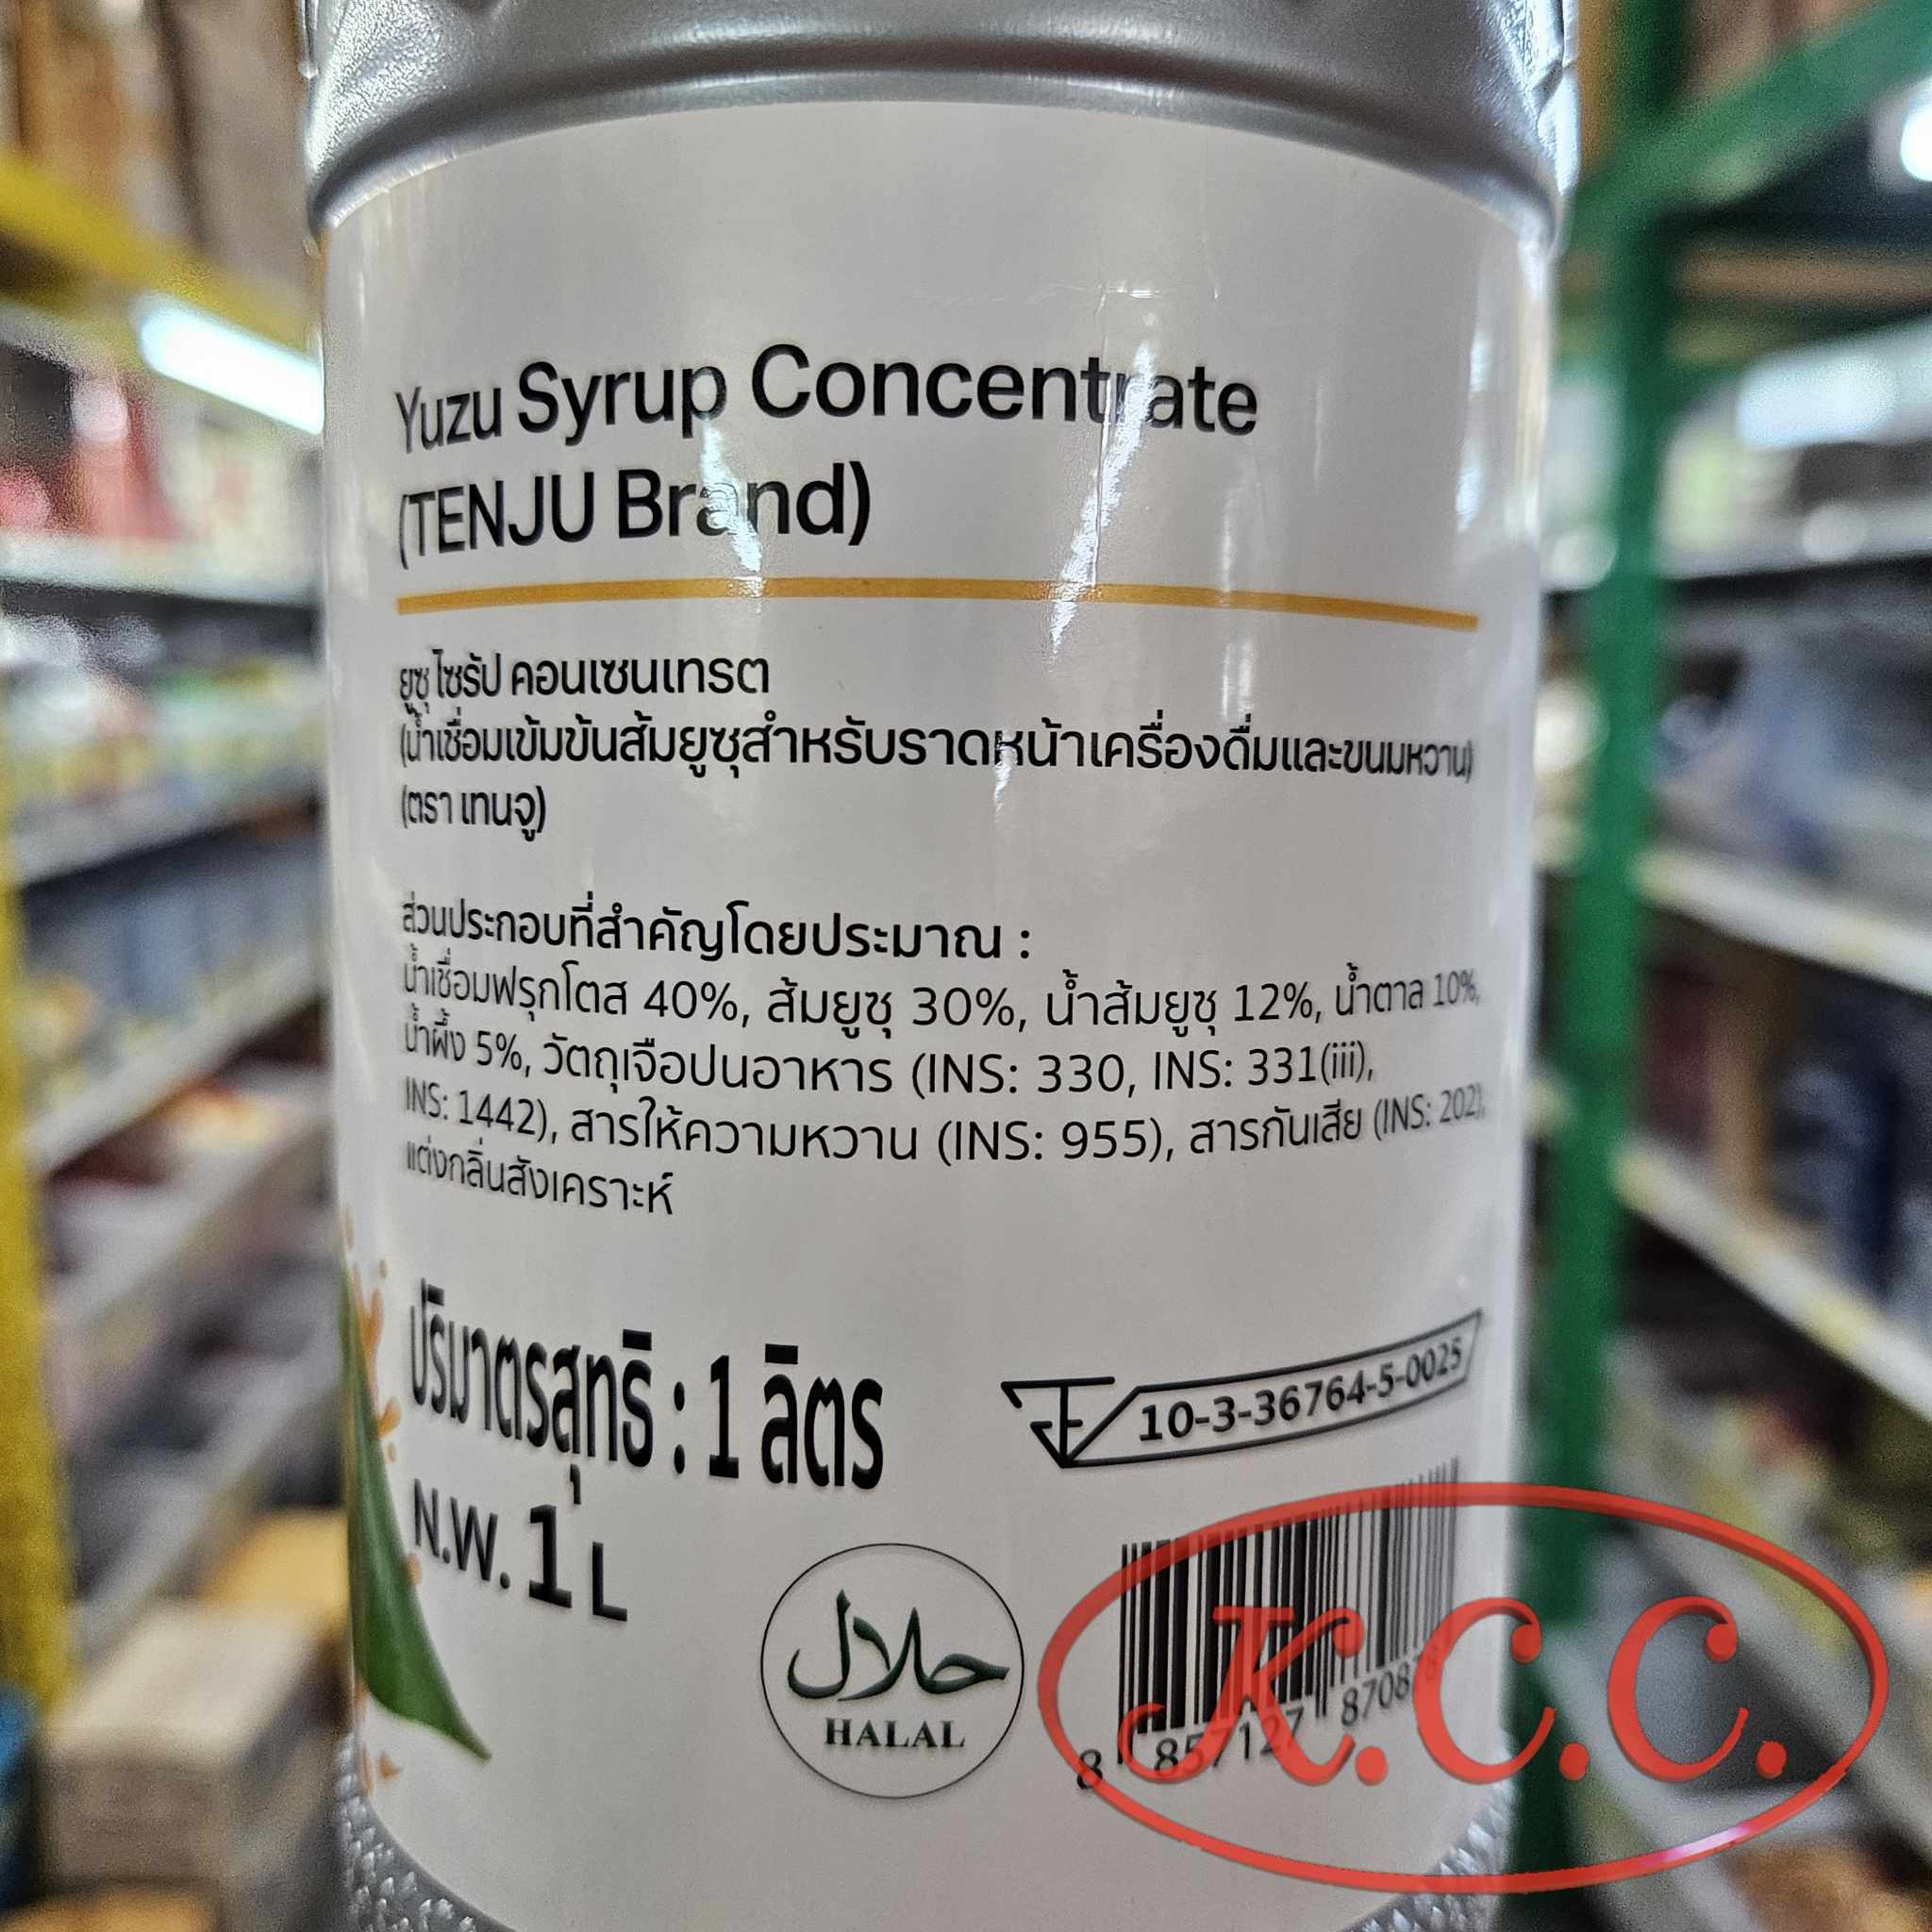 Yuzu Syrup Concentrate
(TENJU Brand)
ยูซุ ไซรัป คอนเซนเทรต
(น้ำเชื่อมเข้มข้นส้มยูซุสำหรับราดหน้าเครื่องดื่มและขนมหวาน)
(ตรา เทนจู)
ส่วนประกอบที่สำคัญโดยประมาณ :
น้ำเชื่อมฟรุกโตส 40%, ส้มยูซุ 30%, น้ำส้มยูซุ 12%, น้ำตาล 10%,
น้ำผึ้ง 5%, วัตถุเจือปนอาหาร (INS: 330, INS: 331(iii),
INS: 1442), สารให้ความหวาน (INS: 955), สารกันเสีย (INS: 202),
แต่งกลิ่นสังเคราะห์
ปริมาตรสุทธิ : 1 ลิตร
อย 10-3-36764-5-0025
N.W. 1 L
حلال
HALAL
8 857127 8708
K.C.C.